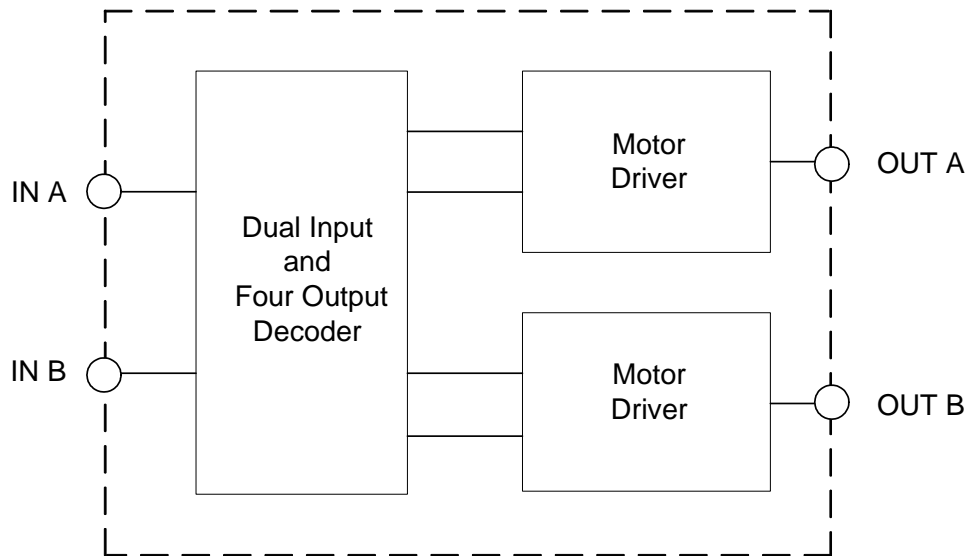 IN A
IN B
Dual Input
and
Four Output
Decoder
Motor
Driver
Motor
Driver
OUT A
OUT B